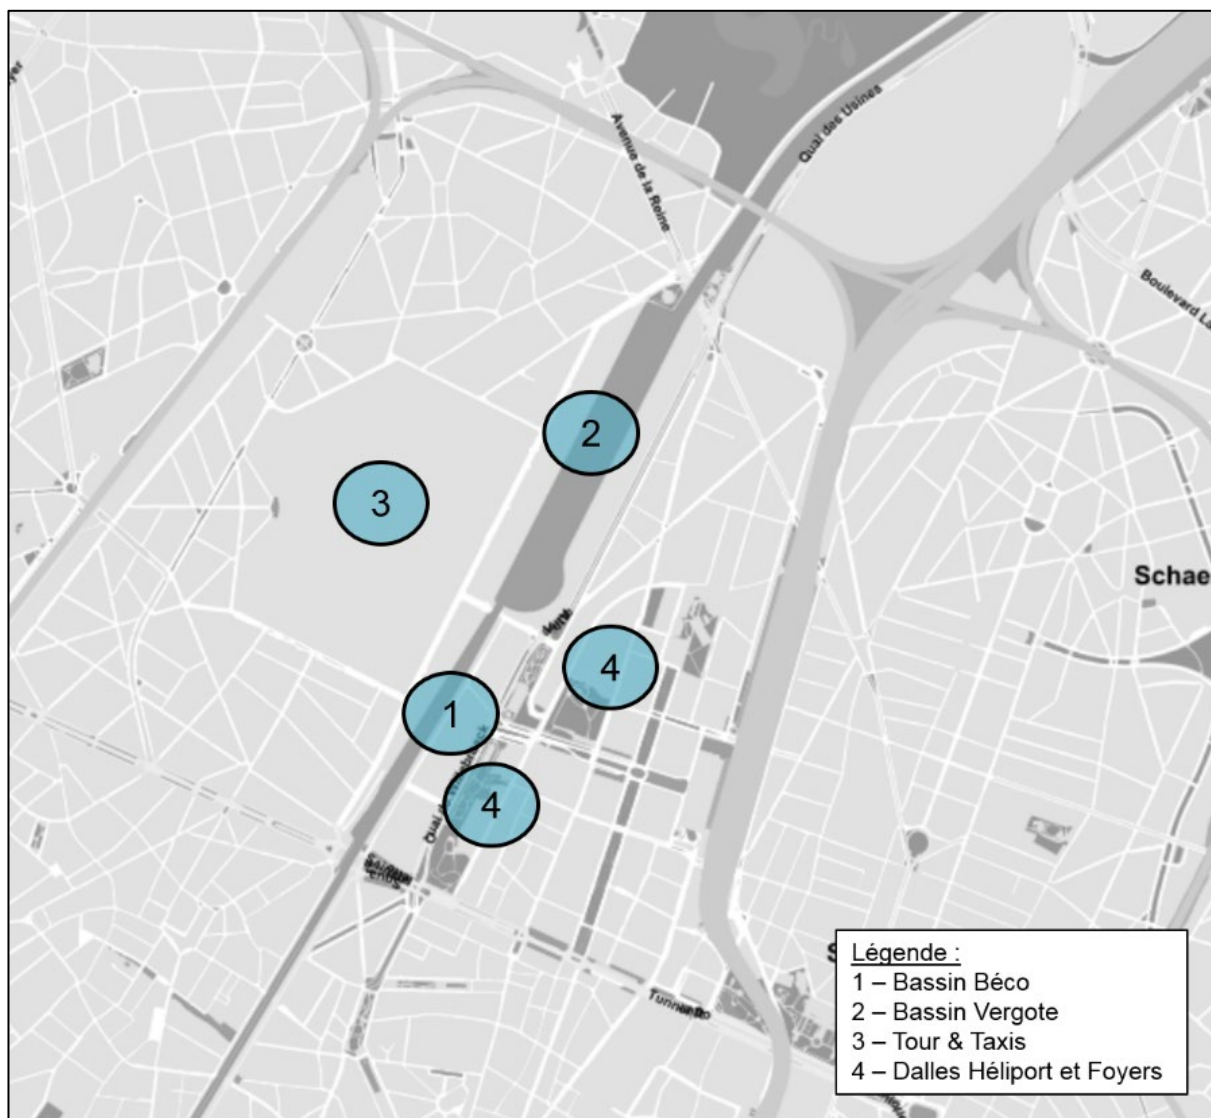 Quai des Usines
Avenue de la Reine
Boulevard La
2
3
Schae
4
1
4
Tunnel
Légende :
1 – Bassin Béco
2 – Bassin Vergote
3 – Tour & Taxis
4 – Dalles Héliport et Foyers